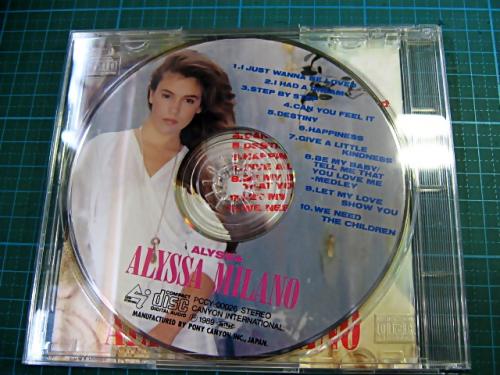 1.I JUST WANNA BE LOVED
2.I HAD A DREAM
3.STEP BY STEP
4.CAN YOU FEEL IT
5.DESTINY
6.HAPPINESS
7.GIVE A LITTLE
KINDNESS
8.BE MY BABY/
TELL ME THAT
YOU LOVE ME
-MEDLEY
9.LET MY LOVE
SHOW YOU
10.WE NEED
THE CHILDREN
ALYSSA
ALYSSA MILANO
COMPACT
disc
DIGITAL AUDIO
PCCY-00026 STEREO
CANYON INTERNATIONAL.
℗1989
MANUFACTURED BY PONY CANYON INC., JAPAN.